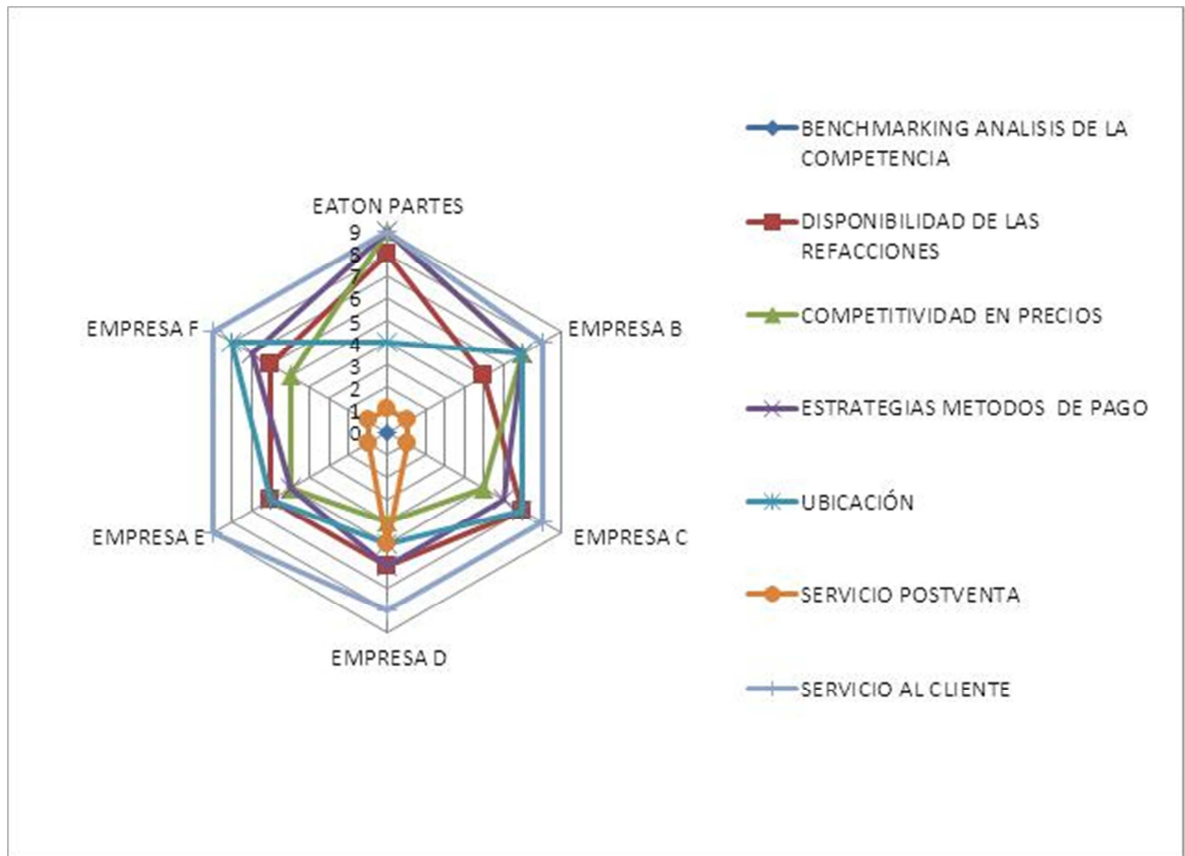 EATON PARTES
9
8
7
6
5
4
3
2
1
0
EMPRESA B
EMPRESA C
EMPRESA D
EMPRESA E
EMPRESA F
BENCHMARKING ANALISIS DE LA
COMPETENCIA
DISPONIBILIDAD DE LAS
REFACCIONES
COMPETITIVIDAD EN PRECIOS
ESTRATEGIAS METODOS DE PAGO
UBICACIÓN
SERVICIO POSTVENTA
SERVICIO AL CLIENTE